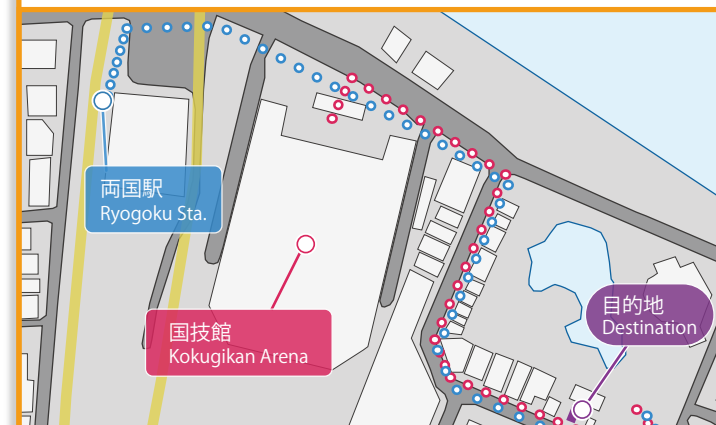 両国駅
Ryogoku Sta.
国技館
Kokugikan Arena
目的地
Destination